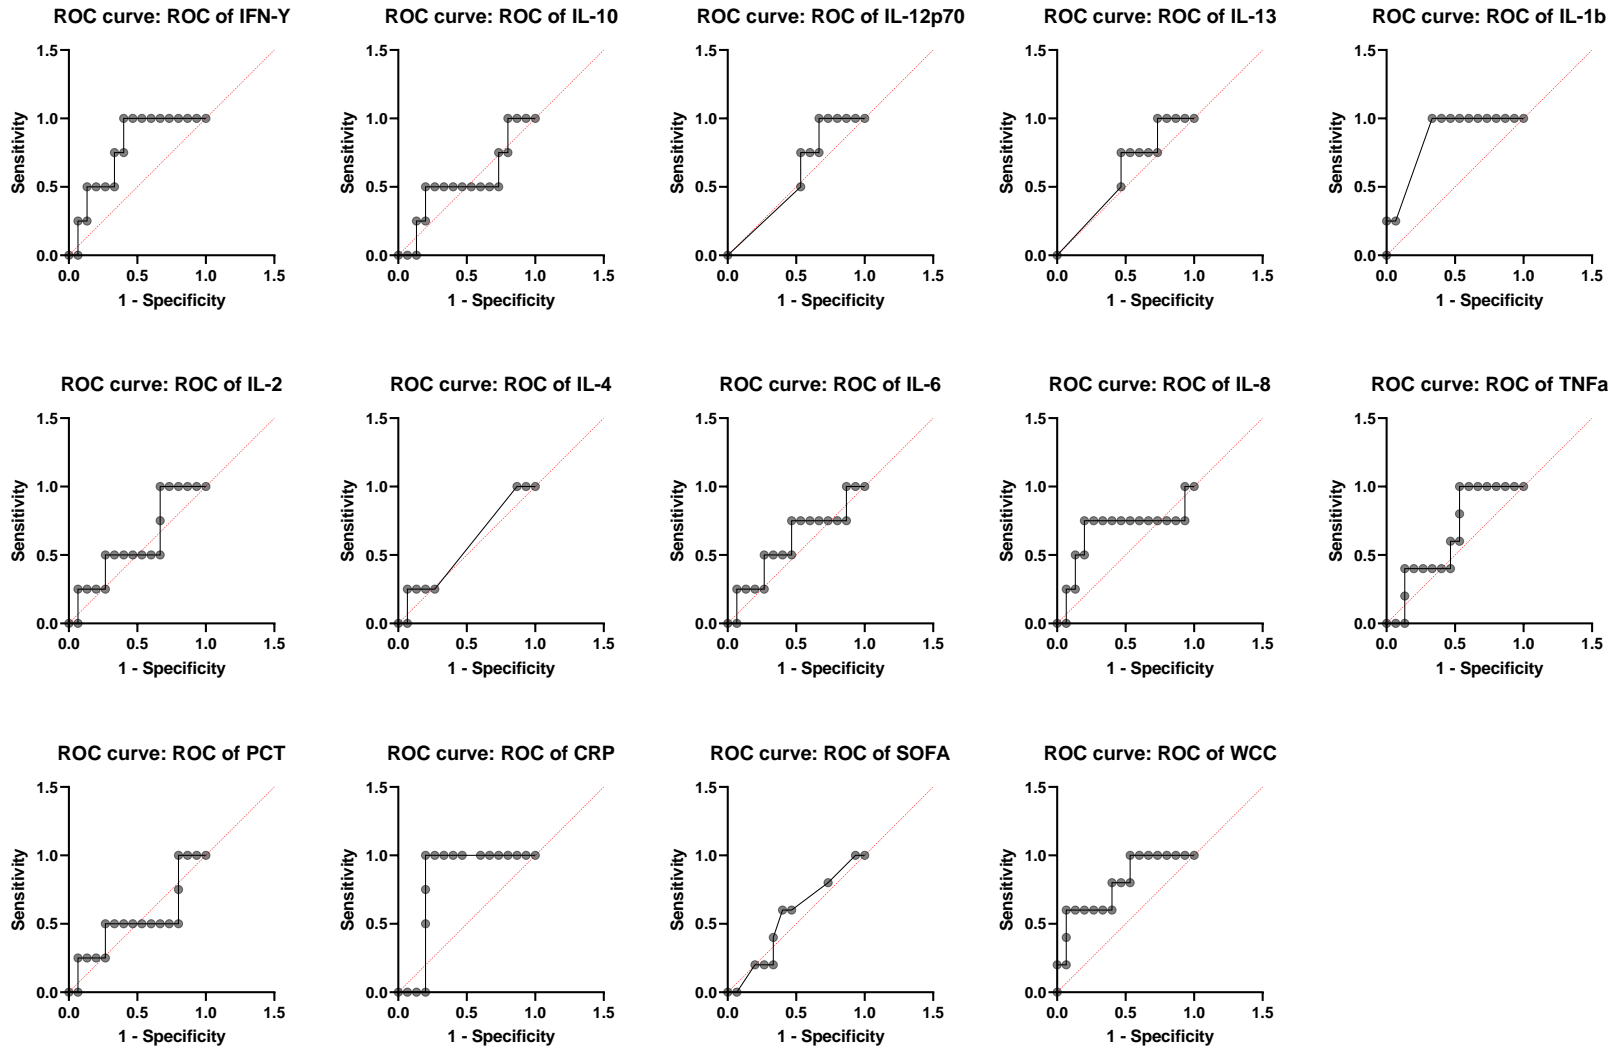 ROC curve: ROC of IFN-Y
ROC curve: ROC of IL-10
ROC curve: ROC of IL-12p70
ROC curve: ROC of IL-13
ROC curve: ROC of IL-1b
1.5 1.5 1.5 1.5 1.5
1.0 1.0 1.0 1.0 1.0
0.5 0.5 0.5 0.5 0.5
0.0 0.0 0.0 0.0 0.0
Sensitivity Sensitivity Sensitivity Sensitivity Sensitivity
0.0 0.5 1.0 1.5 0.0 0.5 1.0 1.5 0.0 0.5 1.0 1.5 0.0 0.5 1.0 1.5 0.0 0.5 1.0 1.5
1 - Specificity 1 - Specificity 1 - Specificity 1 - Specificity 1 - Specificity
ROC curve: ROC of IL-2
ROC curve: ROC of IL-4
ROC curve: ROC of IL-6
ROC curve: ROC of IL-8
ROC curve: ROC of TNFa
1.5 1.5 1.5 1.5 1.5
1.0 1.0 1.0 1.0 1.0
0.5 0.5 0.5 0.5 0.5
0.0 0.0 0.0 0.0 0.0
Sensitivity Sensitivity Sensitivity Sensitivity Sensitivity
0.0 0.5 1.0 1.5 0.0 0.5 1.0 1.5 0.0 0.5 1.0 1.5 0.0 0.5 1.0 1.5 0.0 0.5 1.0 1.5
1 - Specificity 1 - Specificity 1 - Specificity 1 - Specificity 1 - Specificity
ROC curve: ROC of PCT
ROC curve: ROC of CRP
ROC curve: ROC of SOFA
ROC curve: ROC of WCC
1.5 1.5 1.5 1.5
1.0 1.0 1.0 1.0
0.5 0.5 0.5 0.5
0.0 0.0 0.0 0.0
Sensitivity Sensitivity Sensitivity Sensitivity
0.0 0.5 1.0 1.5 0.0 0.5 1.0 1.5 0.0 0.5 1.0 1.5 0.0 0.5 1.0 1.5
1 - Specificity 1 - Specificity 1 - Specificity 1 - Specificity